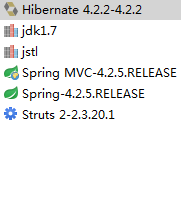 Hibernate 4.2.2-4.2.2
jdk1.7
jstl
Spring MVC-4.2.5.RELEASE
Spring-4.2.5.RELEASE
Struts 2-2.3.20.1